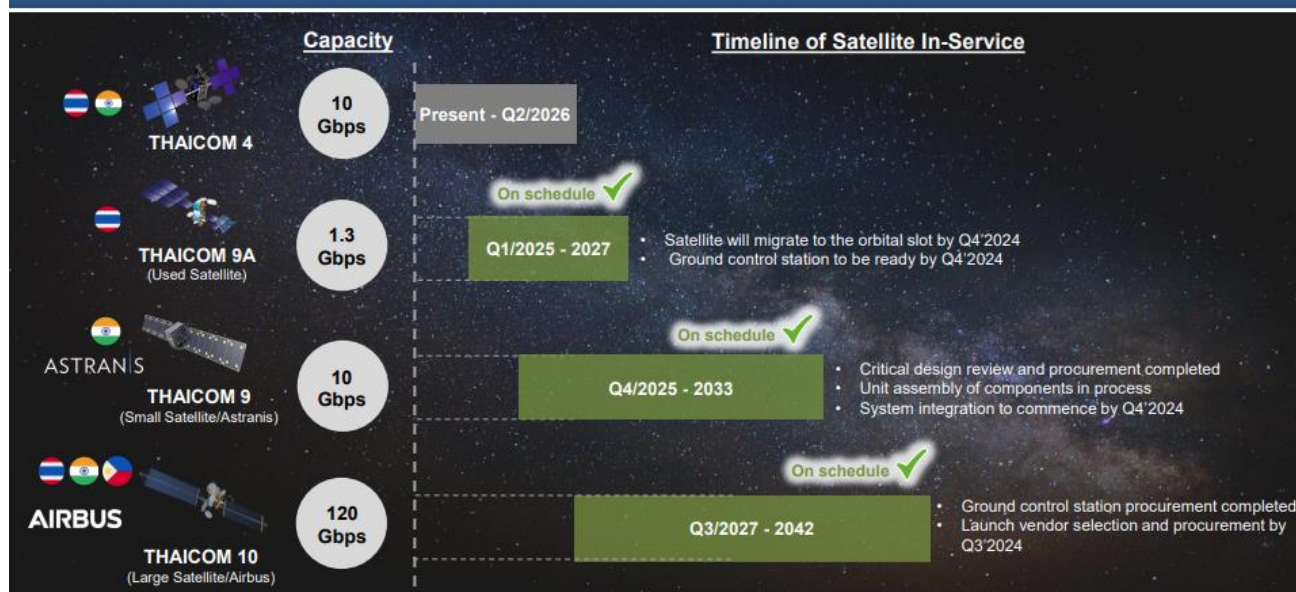 Capacity
Timeline of Satellite In-Service
THAICOM 4
10
Gbps
Present - Q2/2026
THAICOM 9A
(Used Satellite)
1.3
Gbps
On schedule
Q1/2025 - 2027
• Satellite will migrate to the orbital slot by Q4'2024
• Ground control station to be ready by Q4'2024
ASTRANIS
THAICOM 9
(Small Satellite/Astranis)
10
Gbps
On schedule
Q4/2025 - 2033
• Critical design review and procurement completed
• Unit assembly of components in process
• System integration to commence by Q4'2024
AIRBUS
THAICOM 10
(Large Satellite/Airbus)
120
Gbps
On schedule
Q3/2027 - 2042
• Ground control station procurement completed
• Launch vendor selection and procurement by
Q3'2024